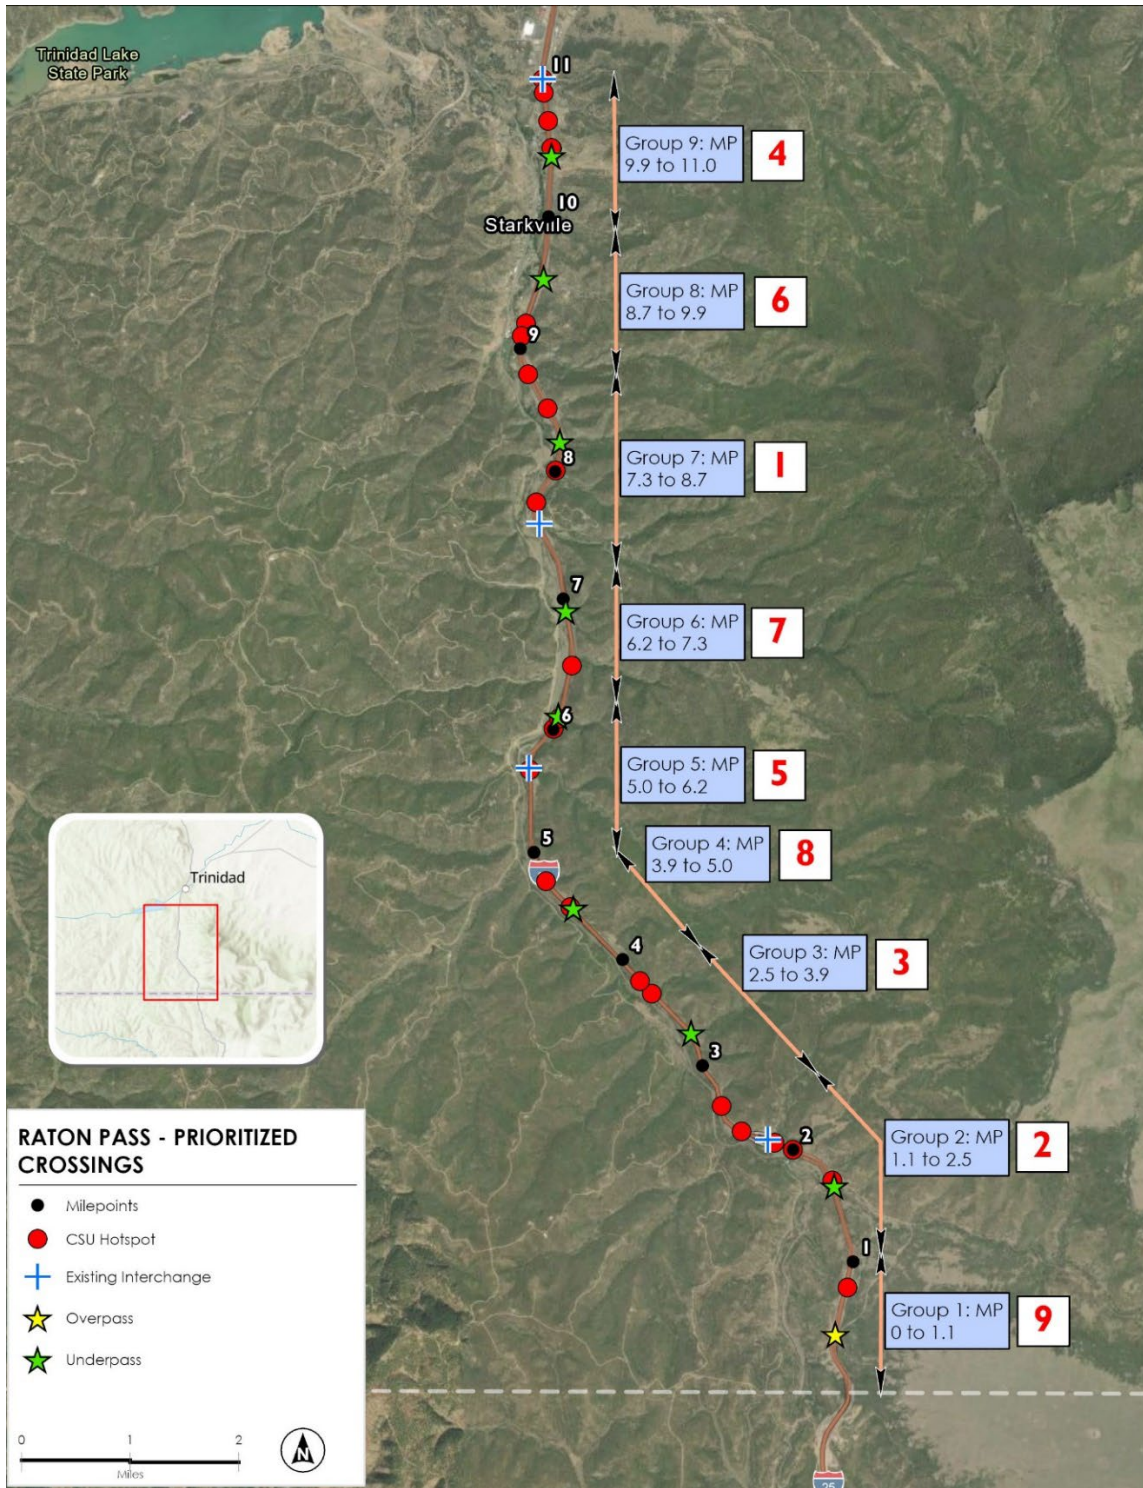 Trinidad Lake
State Park
11
Group 9: MP
9.9 to 11.0
4
10
Starkville
Group 8: MP
8.7 to 9.9
6
9
Group 7: MP
7.3 to 8.7
1
8
7
Group 6: MP
6.2 to 7.3
7
6
Group 5: MP
5.0 to 6.2
5
5
Group 4: MP
3.9 to 5.0
8
Trinidad
4
Group 3: MP
2.5 to 3.9
3
3
2
Group 2: MP
1.1 to 2.5
2
1
Group 1: MP
0 to 1.1
9
RATON PASS - PRIORITIZED
CROSSINGS
Milepoints
CSU Hotspot
Existing Interchange
Overpass
Underpass
0 1 2
Miles
N
25